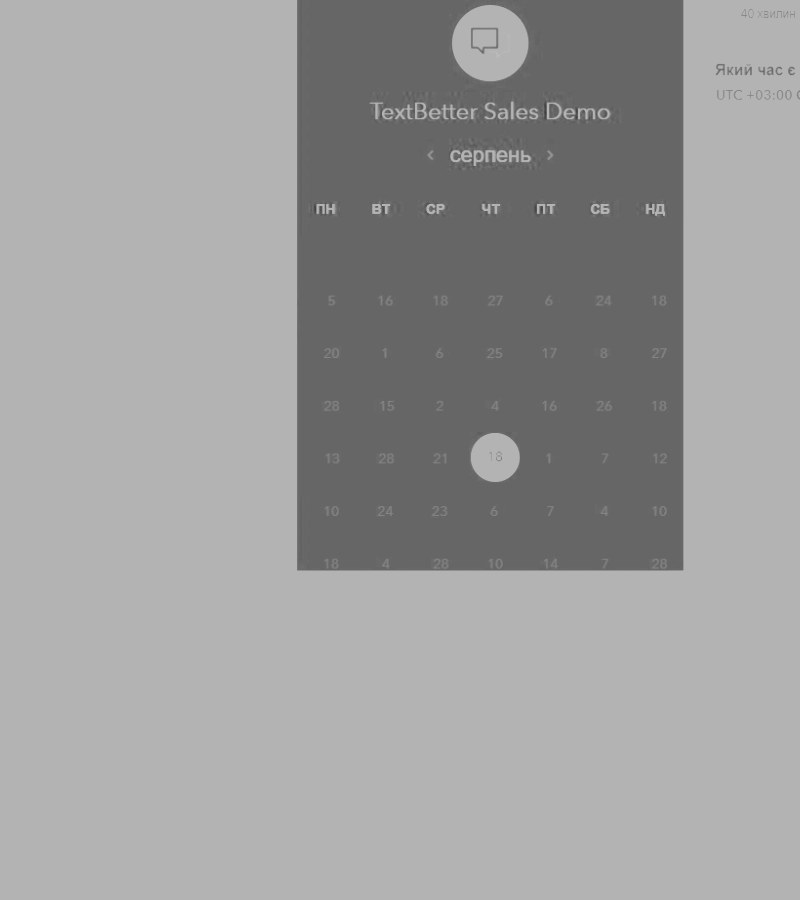 40 хвилин
TextBetter Sales Demo
Який час є
UTC +03:00
‹ серпень ›
ПН ВТ СР ЧТ ПТ СБ НД
5 16 18 27 6 24 18
20 1 6 25 17 8 27
28 15 2 4 16 26 18
13 28 21 18 1 7 12
10 24 23 6 7 4 10
18 4 28 10 14 7 28